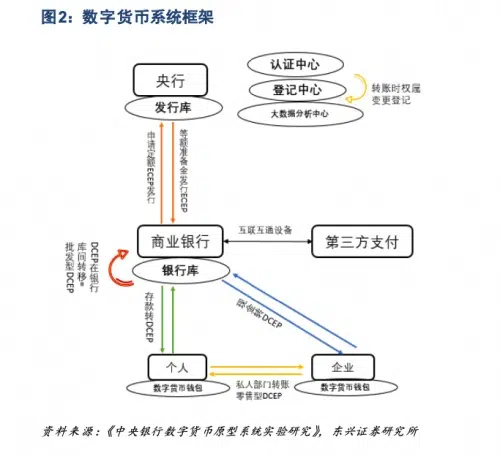 图2：数字货币系统框架
央行
发行库
认证中心
登记中心
大数据分析中心
转账时权属
变更登记
申请定额ECEP发行
等额准备金发行ECEP
商业银行
银行库
互联互通设备
第三方支付
DCEP在银行
库间转移*
批发型DCEP
存款转DCEP
现金转DCEP
个人
数字货币钱包
私人部门转账
零售型DCEP
企业
数字货币钱包
资料来源：《中央银行数字货币原型系统实验研究》，东兴证券研究所